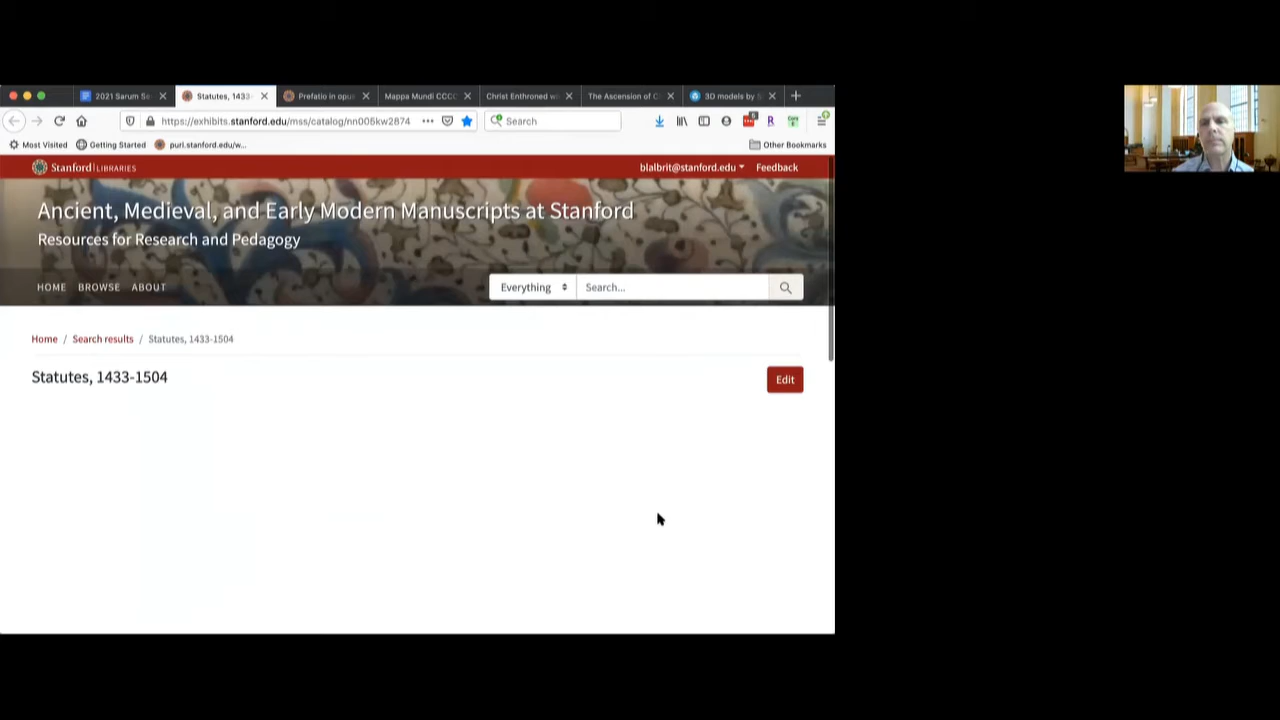 2021 Sarum Se
Statutes, 1433-
Prefatio in opus
Mappa Mundi CCCC
Christ Enthroned w
The Ascension of C
3D models by S
https://exhibits.stanford.edu/mss/catalog/nn006kw2874
Search
Most Visited
Getting Started
purl.stanford.edu/w...
Other Bookmarks
Stanford LIBRARIES
blalbrit@stanford.edu
Feedback
Ancient, Medieval, and Early Modern Manuscripts at Stanford
Resources for Research and Pedagogy
HOME BROWSE ABOUT
Everything
Search...
Home / Search results / Statutes, 1433-1504
Statutes, 1433-1504
Edit